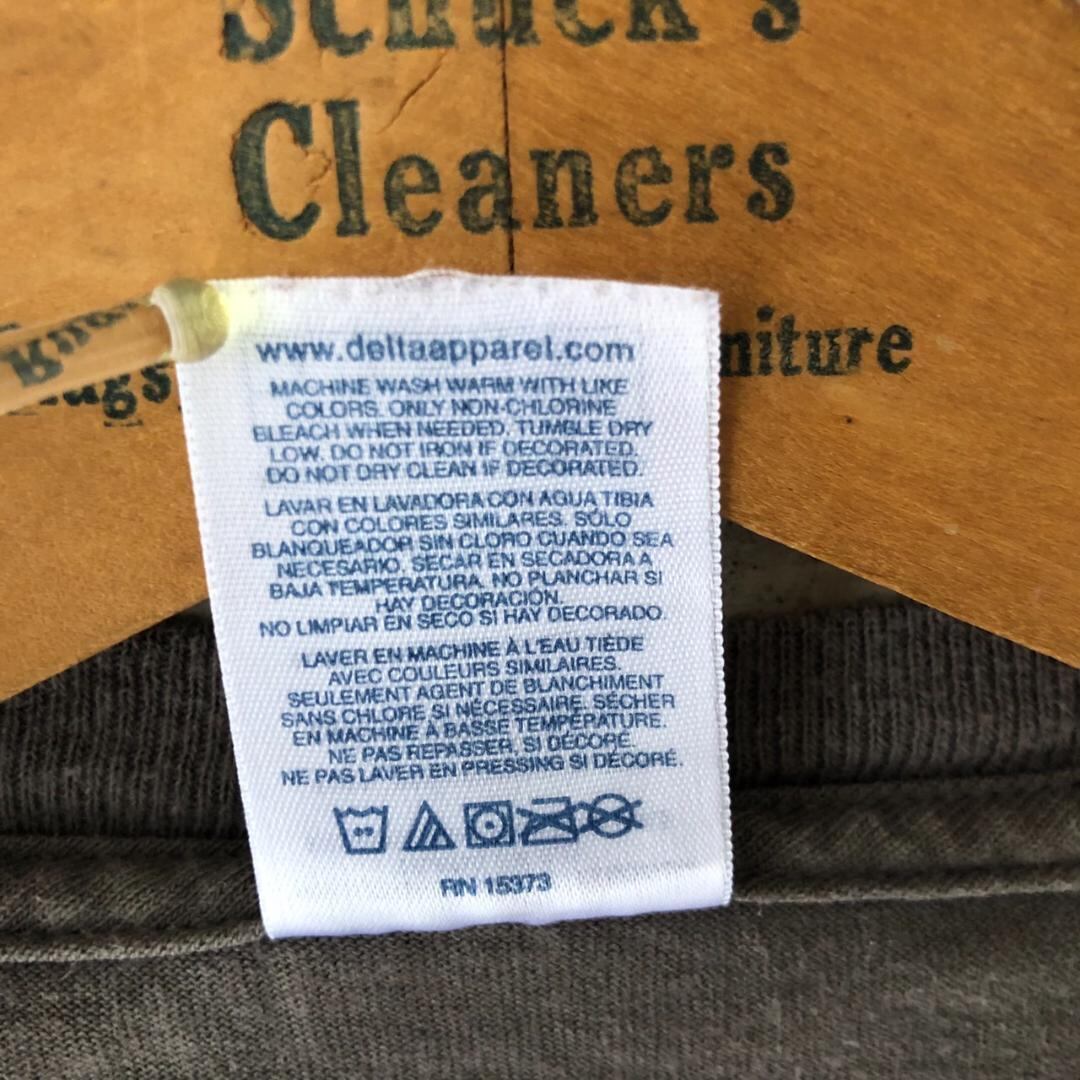 Schuck's
Cleaners
Rugs
niture
www.deltaapparel.com
MACHINE WASH WARM WITH LIKE
COLORS. ONLY NON-CHLORINE
BLEACH WHEN NEEDED. TUMBLE DRY
LOW. DO NOT IRON IF DECORATED.
DO NOT DRY CLEAN IF DECORATED.
LAVAR EN LAVADORA CON AGUA TIBIA
CON COLORES SIMILARES. SÓLO
BLANQUEADOR SIN CLORO CUANDO SEA
NECESARIO. SECAR EN SECADORA A
BAJA TEMPERATURA. NO PLANCHAR SI
HAY DECORACIÓN.
NO LIMPIAR EN SECO SI HAY DECORADO.
LAVER EN MACHINE À L'EAU TIÈDE
AVEC COULEURS SIMILAIRES.
SEULEMENT AGENT DE BLANCHIMENT
SANS CHLORE SI NÉCESSAIRE. SÉCHER
EN MACHINE À BASSE TEMPÉRATURE.
NE PAS REPASSER, SI DÉCORÉ.
NE PAS LAVER EN PRESSING SI DÉCORÉ.
RN 15373